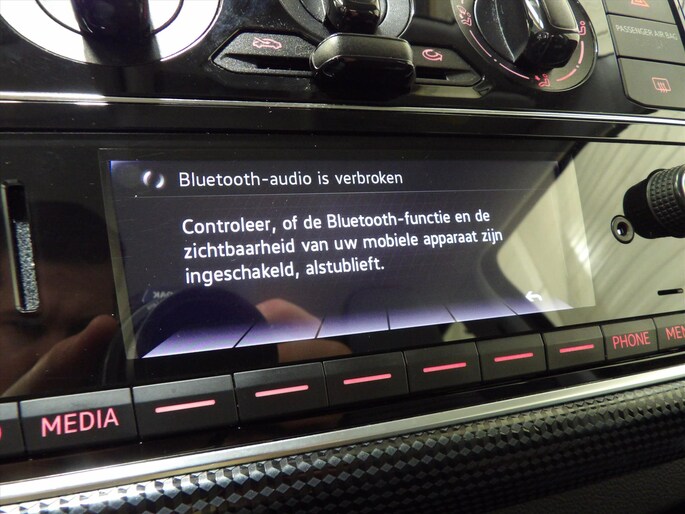 PASSENGER AIR BAG
Bluetooth-audio is verbroken
Controleer, of de Bluetooth-functie en de
zichtbaarheid van uw mobiele apparaat zijn
ingeschakeld, alstublieft.
MEDIA
PHONE
MEN